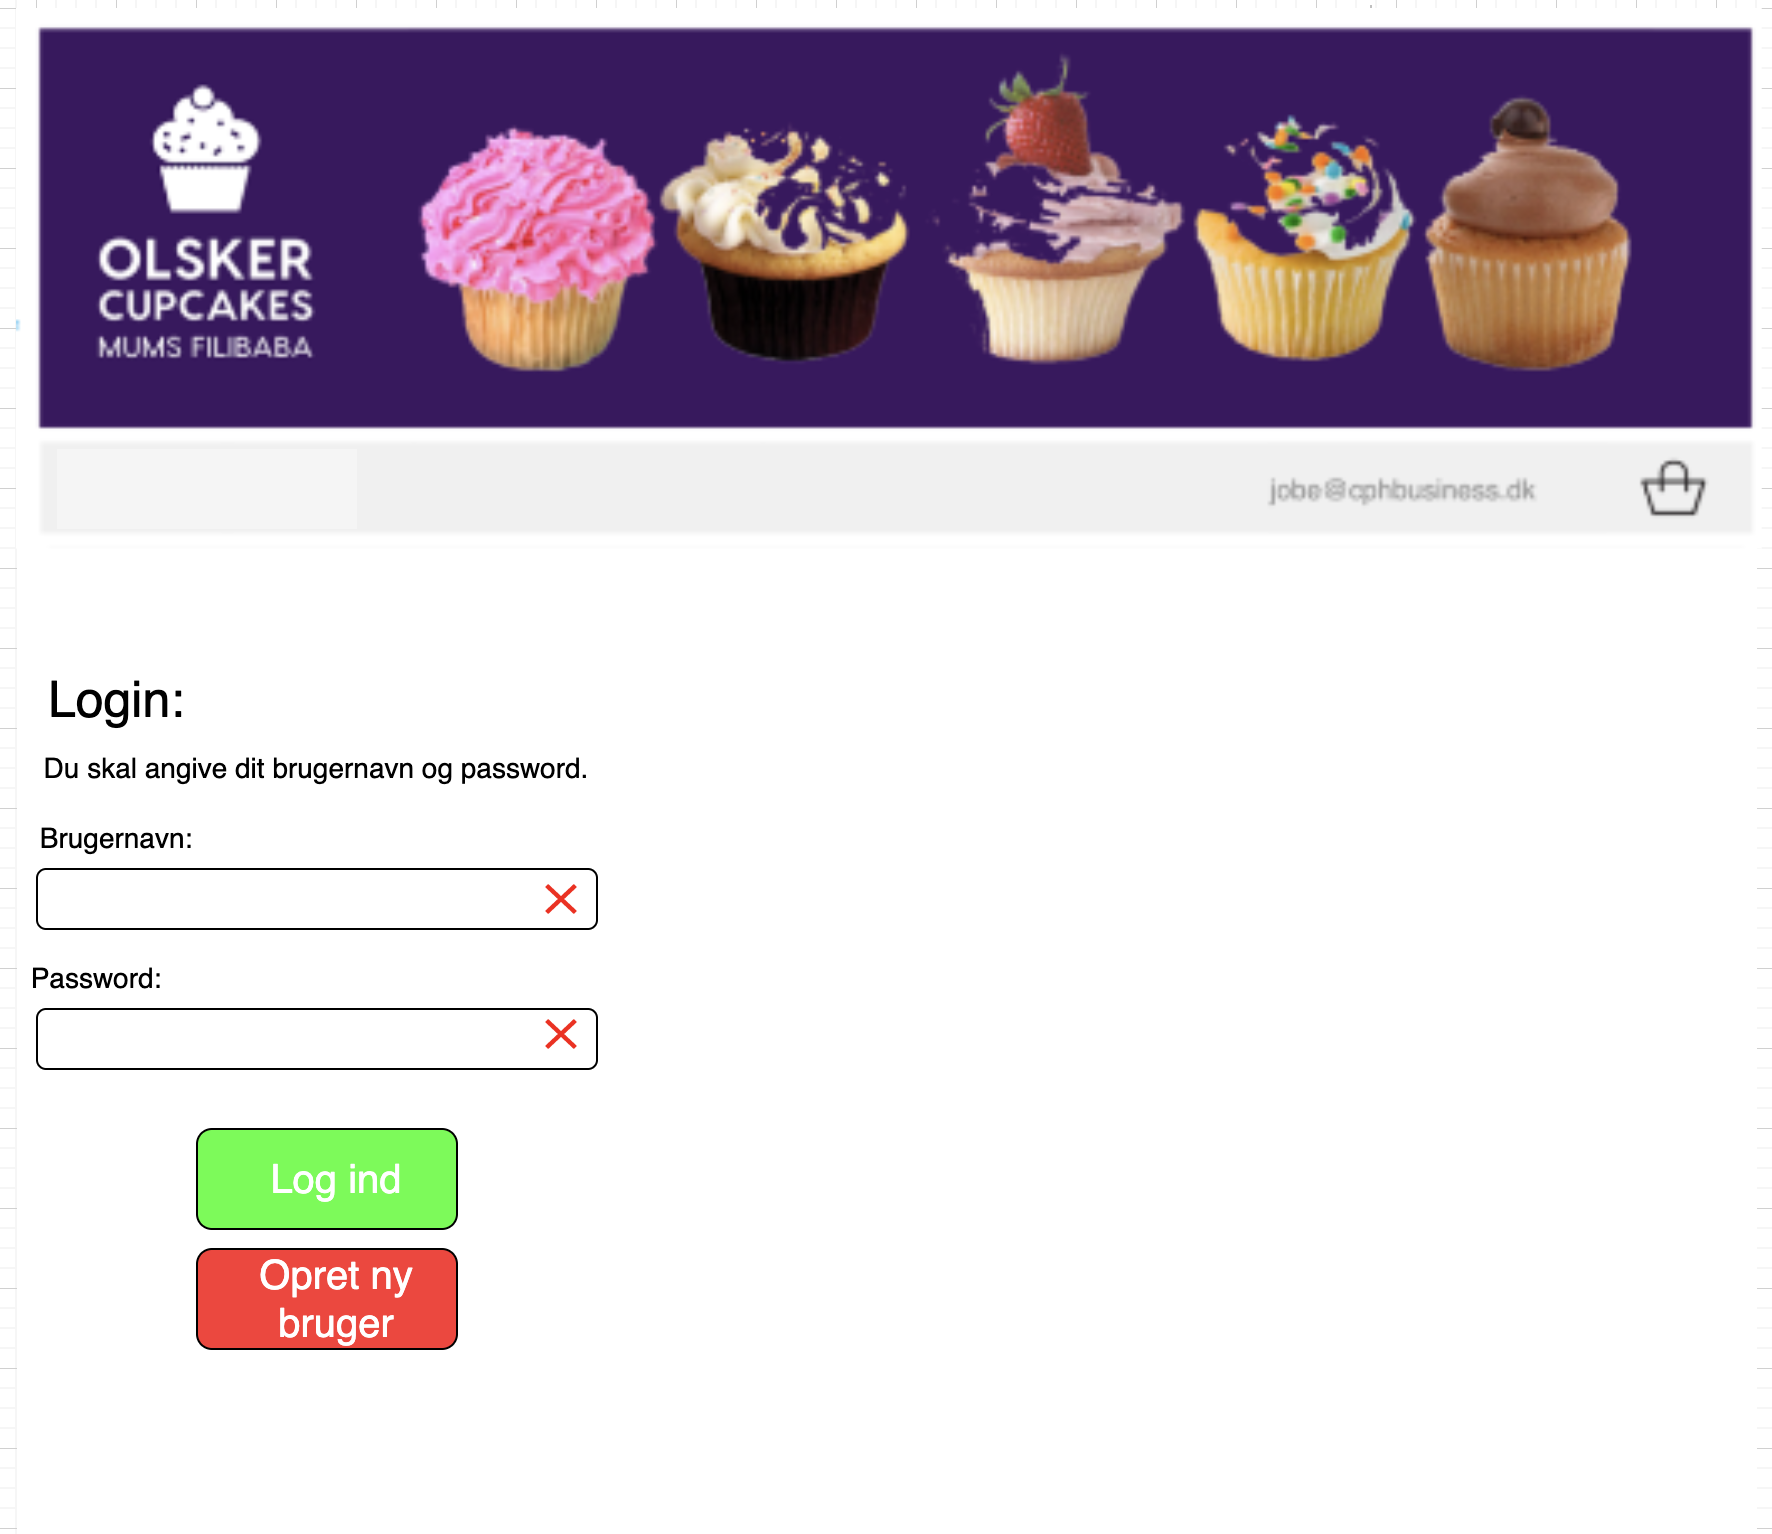 OLSKER
CUPCAKES
MUMS FILIBABA
jobe@cphbusiness.dk
Login:
Du skal angive dit brugernavn og password.
Brugernavn:
Password:
Log ind
Opret ny
bruger